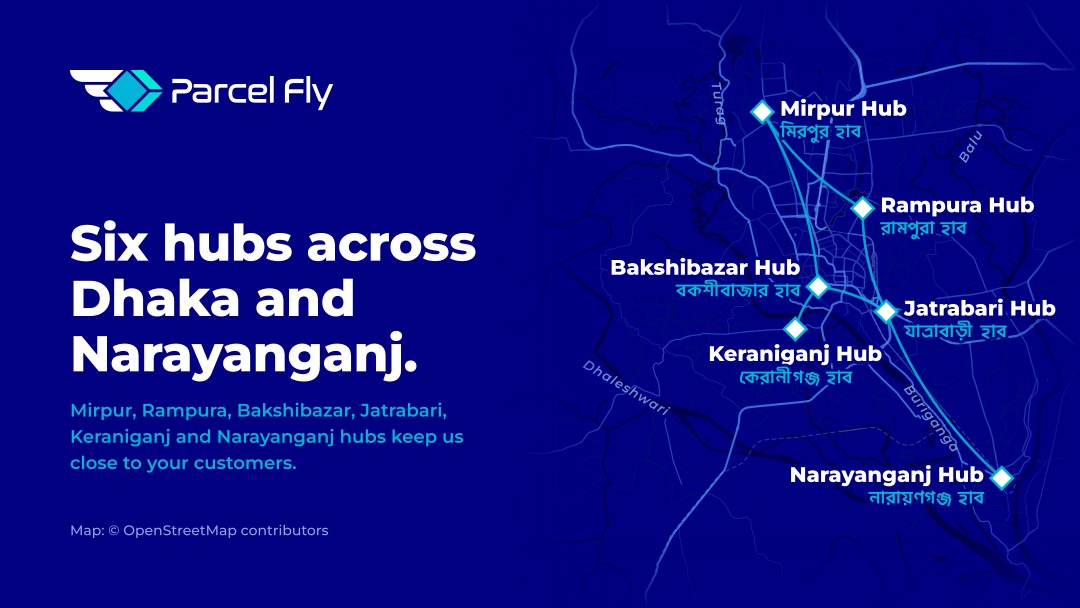 Parcel Fly
Six hubs across
Dhaka and
Narayanganj.
Mirpur, Rampura, Bakshibazar, Jatrabari,
Keraniganj and Narayanganj hubs keep us
close to your customers.
Map: © OpenStreetMap contributors
Turag
Mirpur Hub
মিরপুর হাব
Balu
Rampura Hub
রামপুরা হাব
Bakshibazar Hub
বকশীবাজার হাব
Jatrabari Hub
যাত্রাবাড়ী হাব
Keraniganj Hub
কেরানীগঞ্জ হাব
Dhaleshwari
Buriganga
Narayanganj Hub
নারায়ণগঞ্জ হাব